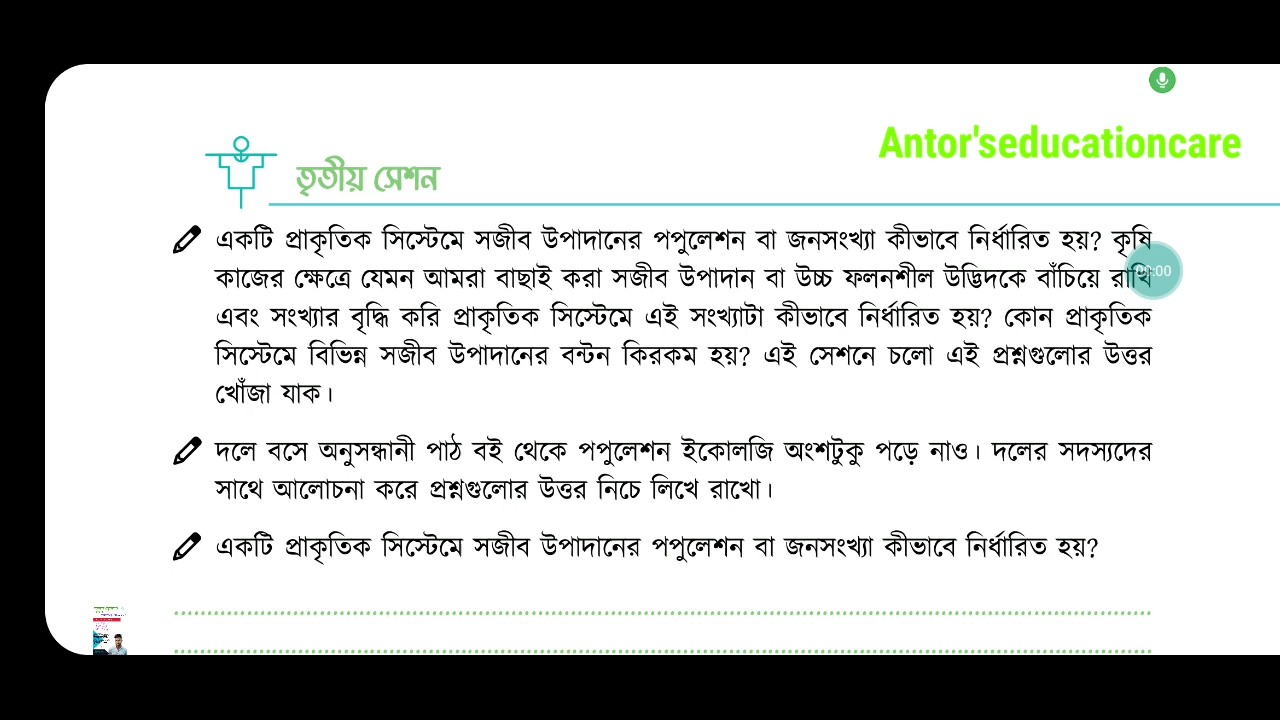 Antor'seducationcare
তৃতীয় সেশন
একটি প্রাকৃতিক সিস্টেমে সজীব উপাদানের পপুলেশন বা জনসংখ্যা কীভাবে নির্ধারিত হয়? কৃষি
কাজের ক্ষেত্রে যেমন আমরা বাছাই করা সজীব উপাদান বা উচ্চ ফলনশীল উদ্ভিদকে বাঁচিয়ে রাখি
00:00
এবং সংখ্যার বৃদ্ধি করি প্রাকৃতিক সিস্টেমে এই সংখ্যাটা কীভাবে নির্ধারিত হয়? কোন প্রাকৃতিক
সিস্টেমে বিভিন্ন সজীব উপাদানের বন্টন কিরকম হয়? এই সেশনে চলো এই প্রশ্নগুলোর উত্তর
খোঁজা যাক।
দলে বসে অনুসন্ধানী পাঠ বই থেকে পপুলেশন ইকোলজি অংশটুকু পড়ে নাও। দলের সদস্যদের
সাথে আলোচনা করে প্রশ্নগুলোর উত্তর নিচে লিখে রাখো।
একটি প্রাকৃতিক সিস্টেমে সজীব উপাদানের পপুলেশন বা জনসংখ্যা কীভাবে নির্ধারিত হয়?